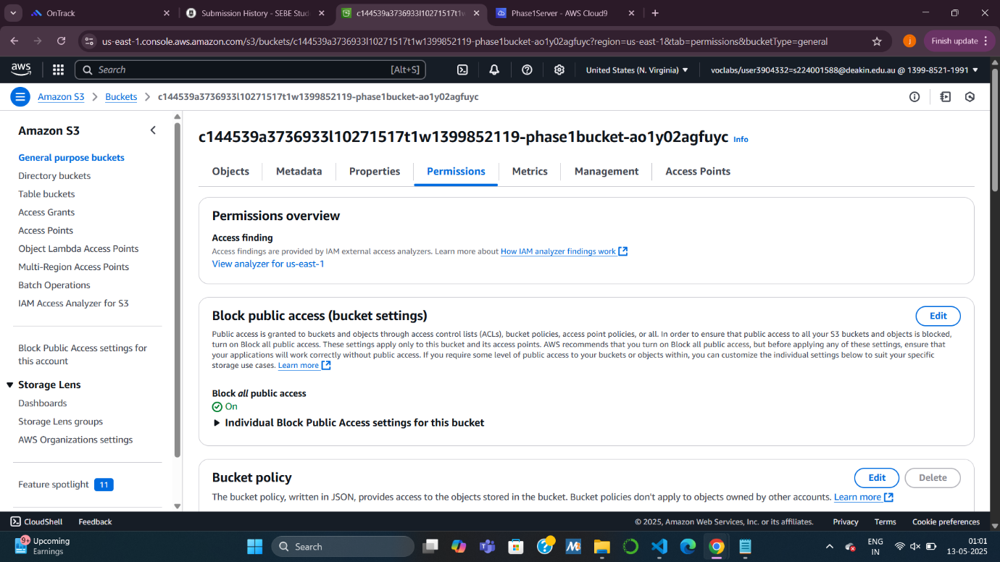 OnTrack
Submission History - SEBE Stud
c144539a3736933l10271517t1w
Phase1Server - AWS Cloud9
us-east-1.console.aws.amazon.com/s3/buckets/c144539a3736933l10271517t1w1399852119-phase1bucket-ao1y02agfuyc?region=us-east-1&tab=permissions&bucketType=general
j
Finish update
aws
Search
[Alt+S]
United States (N. Virginia)
voclabs/user3904332=s224001588@deakin.edu.au @ 1399-8521-1991
Amazon S3
Buckets
c144539a3736933l10271517t1w1399852119-phase1bucket-ao1y02agfuyc
Amazon S3
General purpose buckets
Directory buckets
Table buckets
Access Grants
Access Points
Object Lambda Access Points
Multi-Region Access Points
Batch Operations
IAM Access Analyzer for S3
Block Public Access settings for
this account
Storage Lens
Dashboards
Storage Lens groups
AWS Organizations settings
Feature spotlight 11
c144539a3736933l10271517t1w1399852119-phase1bucket-ao1y02agfuyc Info
Objects
Metadata
Properties
Permissions
Metrics
Management
Access Points
Permissions overview
Access finding
Access findings are provided by IAM external access analyzers. Learn more about How IAM analyzer findings work
View analyzer for us-east-1
Block public access (bucket settings)
Edit
Public access is granted to buckets and objects through access control lists (ACLs), bucket policies, access point policies, or all. In order to ensure that public access to all your S3 buckets and objects is blocked,
turn on Block all public access. These settings apply only to this bucket and its access points. AWS recommends that you turn on Block all public access, but before applying any of these settings, ensure that
your applications will work correctly without public access. If you require some level of public access to your buckets or objects within, you can customize the individual settings below to suit your specific
storage use cases. Learn more
Block all public access
On
Individual Block Public Access settings for this bucket
Bucket policy
Edit
Delete
The bucket policy, written in JSON, provides access to the objects stored in the bucket. Bucket policies don't apply to objects owned by other accounts. Learn more
CloudShell
Feedback
© 2025, Amazon Web Services, Inc. or its affiliates.
Privacy
Terms
Cookie preferences
9+
Upcoming
Earnings
Search
ENG
IN
01:01
13-05-2025